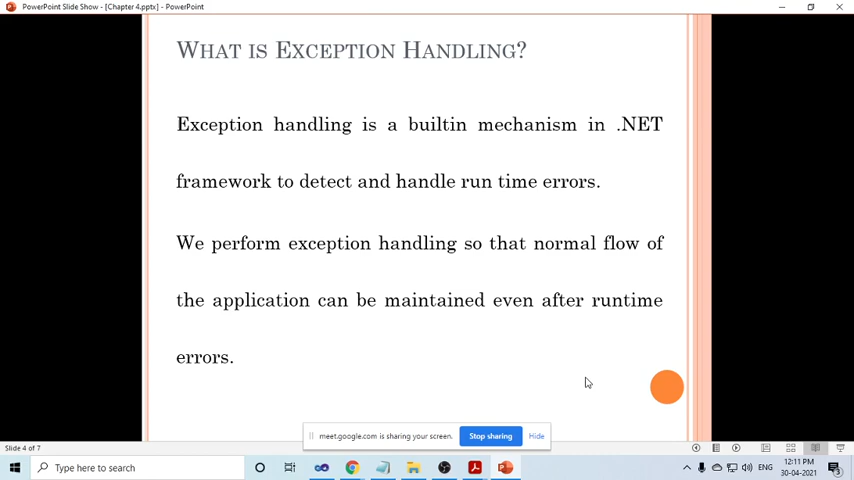 PowerPoint Slide Show - [Chapter 4.pptx] - PowerPoint
WHAT IS EXCEPTION HANDLING?
Exception handling is a builtin mechanism in .NET
framework to detect and handle run time errors.
We perform exception handling so that normal flow of
the application can be maintained even after runtime
errors.
meet.google.com is sharing your screen.
Stop sharing
Hide
Slide 4 of 7
Type here to search
ENG
12:11 PM
30-04-2021
3